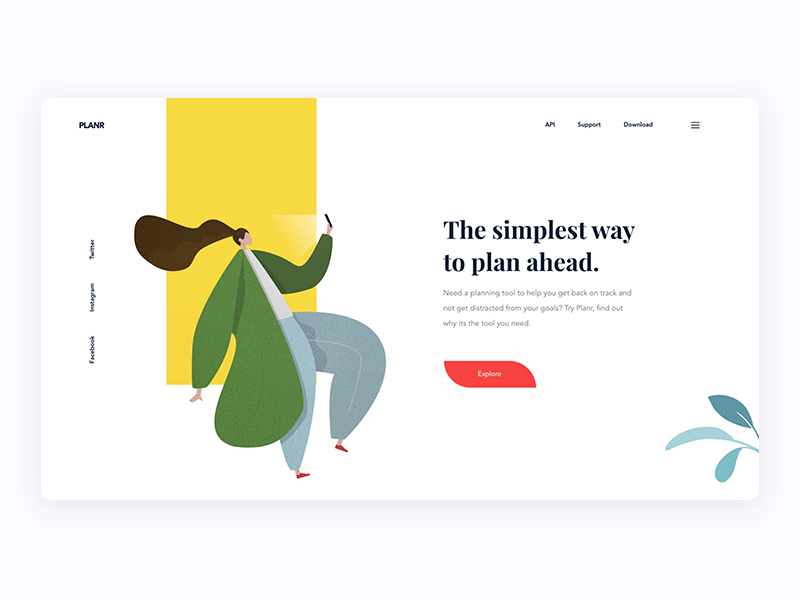 PLANR
API
Support
Download
Twitter
Instagram
Facebook
The simplest way
to plan ahead.
Need a planning tool to help you get back on track and
not get distracted from your goals? Try Planr, find out
why its the tool you need.
Explore